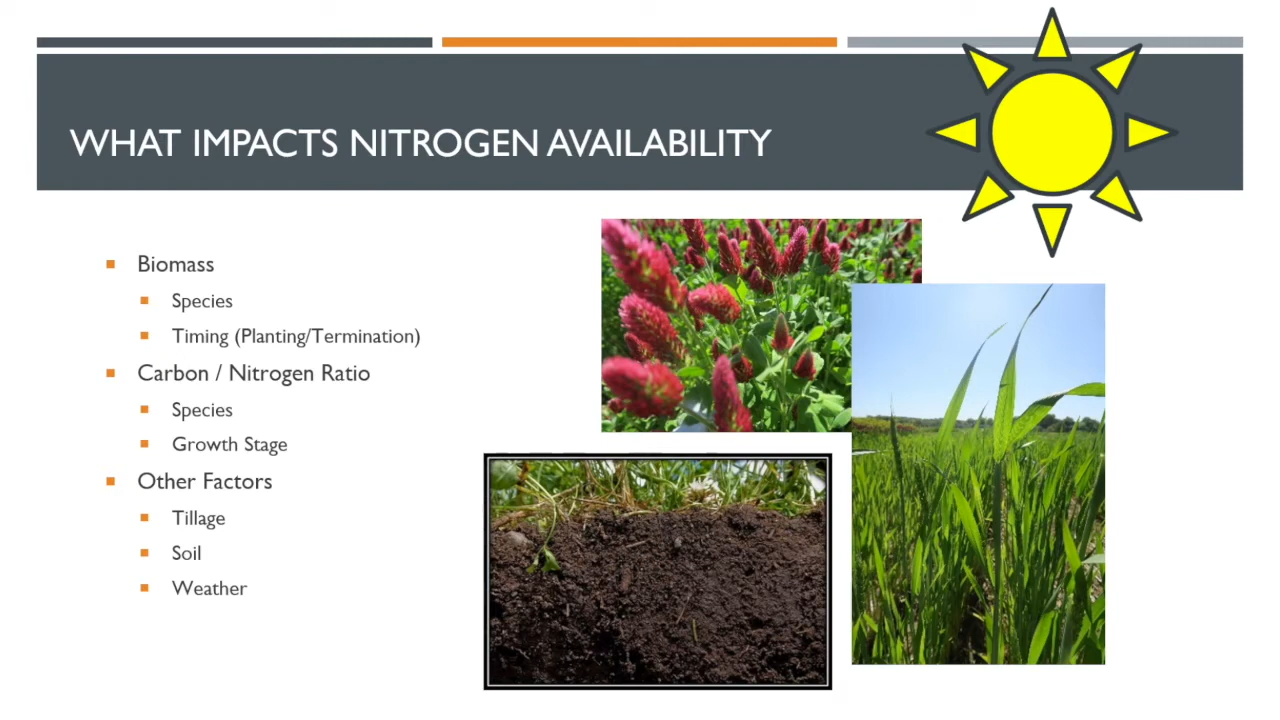 WHAT IMPACTS NITROGEN AVAILABILITY
Biomass
Species
Timing (Planting/Termination)
Carbon / Nitrogen Ratio
Species
Growth Stage
Other Factors
Tillage
Soil
Weather